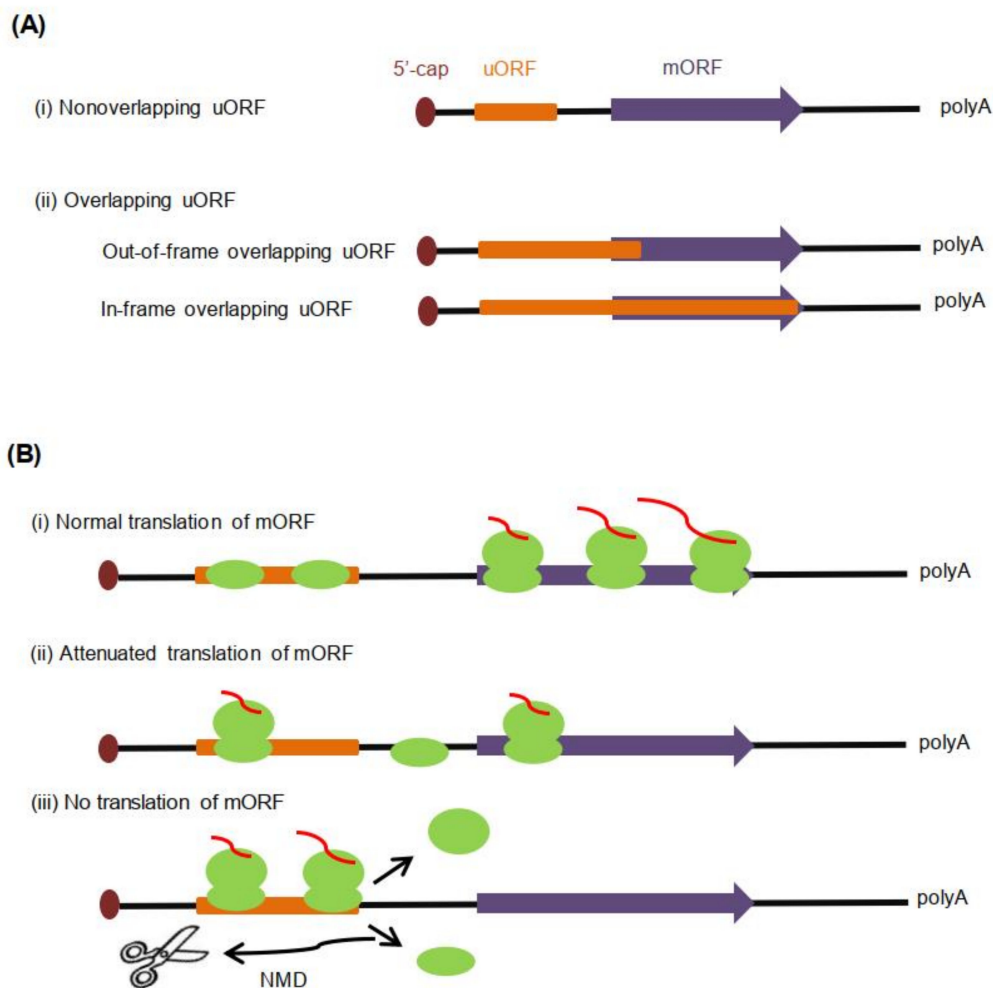 (A)
5'-cap uORF mORF
(i) Nonoverlapping uORF polyA
(ii) Overlapping uORF
Out-of-frame overlapping uORF polyA
In-frame overlapping uORF polyA
(B)
(i) Normal translation of mORF
polyA
(ii) Attenuated translation of mORF
polyA
(iii) No translation of mORF
polyA
NMD